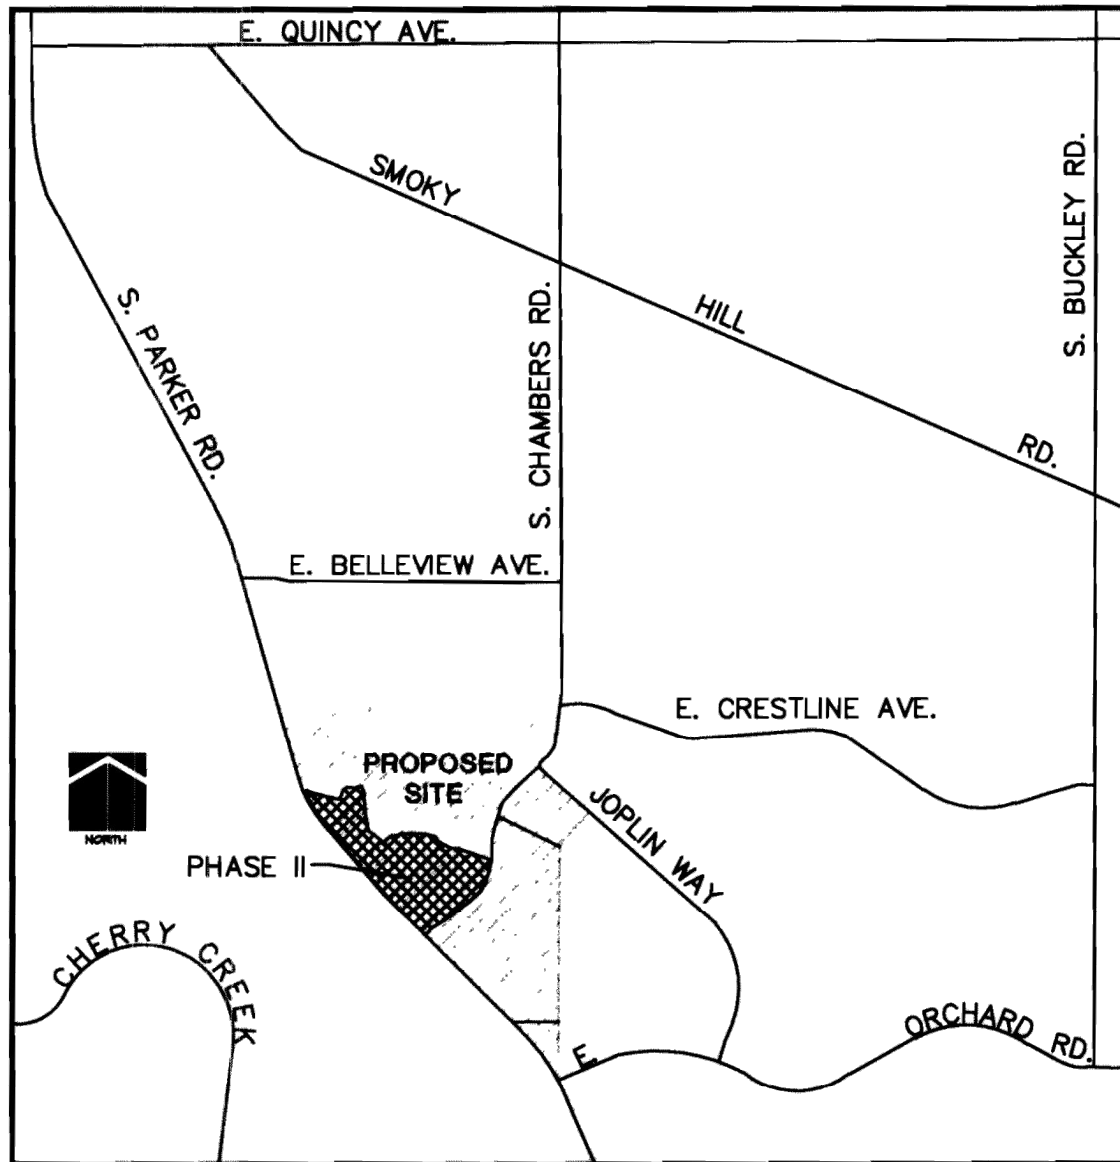 E. QUINCY AVE.
SMOKY
HILL
RD.
S. BUCKLEY RD.
S. PARKER RD.
S. CHAMBERS RD.
E. BELLEVIEW AVE.
E. CRESTLINE AVE.
PROPOSED
SITE
NORTH
JOPLIN WAY
PHASE II
CHERRY CREEK
E. ORCHARD RD.